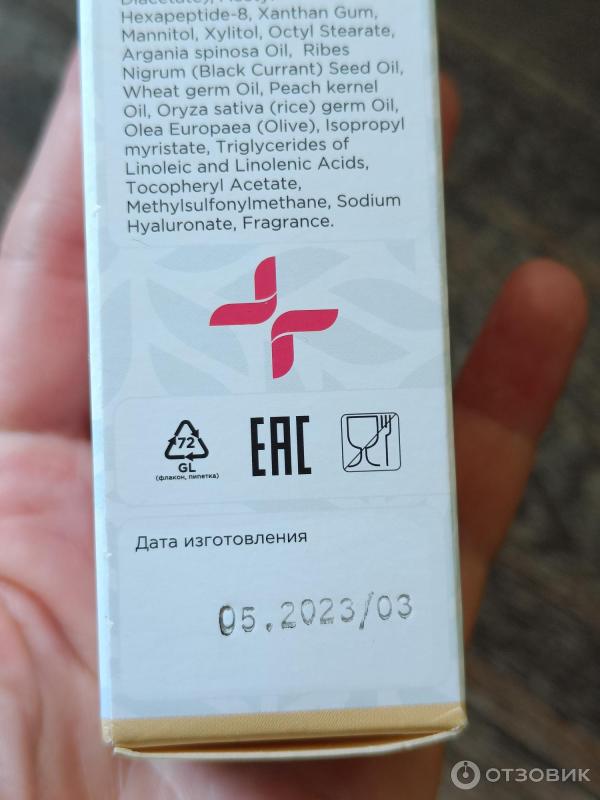 Hexapeptide-8, Xanthan Gum,
Mannitol, Xylitol, Octyl Stearate,
Argania spinosa Oil, Ribes
Nigrum (Black Currant) Seed Oil,
Wheat germ Oil, Peach kernel
Oil, Oryza sativa (rice) germ Oil,
Olea Europaea (Olive), Isopropyl
myristate, Triglycerides of
Linoleic and Linolenic Acids,
Tocopheryl Acetate,
Methylsulfonylmethane, Sodium
Hyaluronate, Fragrance.
72
GL
(флакон, пипетка)
EAC
Дата изготовления
05.2023/03
ОТЗОВИК